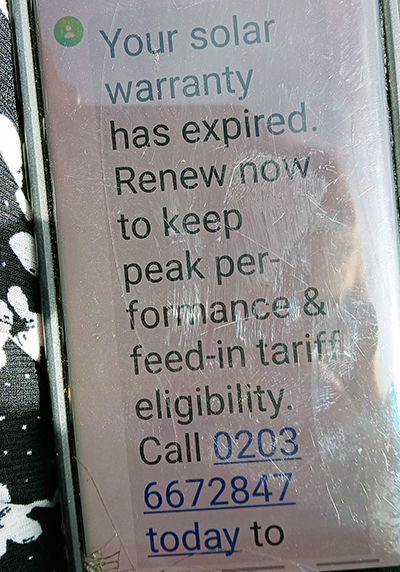 Your solar
warranty
has expired.
Renew now
to keep
peak per-
formance &
feed-in tariff
eligibility.
Call 0203
6672847
today to